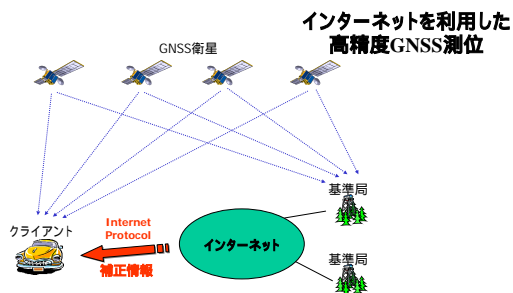 インターネットを利用した
高精度GNSS測位
GNSS衛星
基準局
クライアント
Internet
Protocol
補正情報
インターネット
基準局